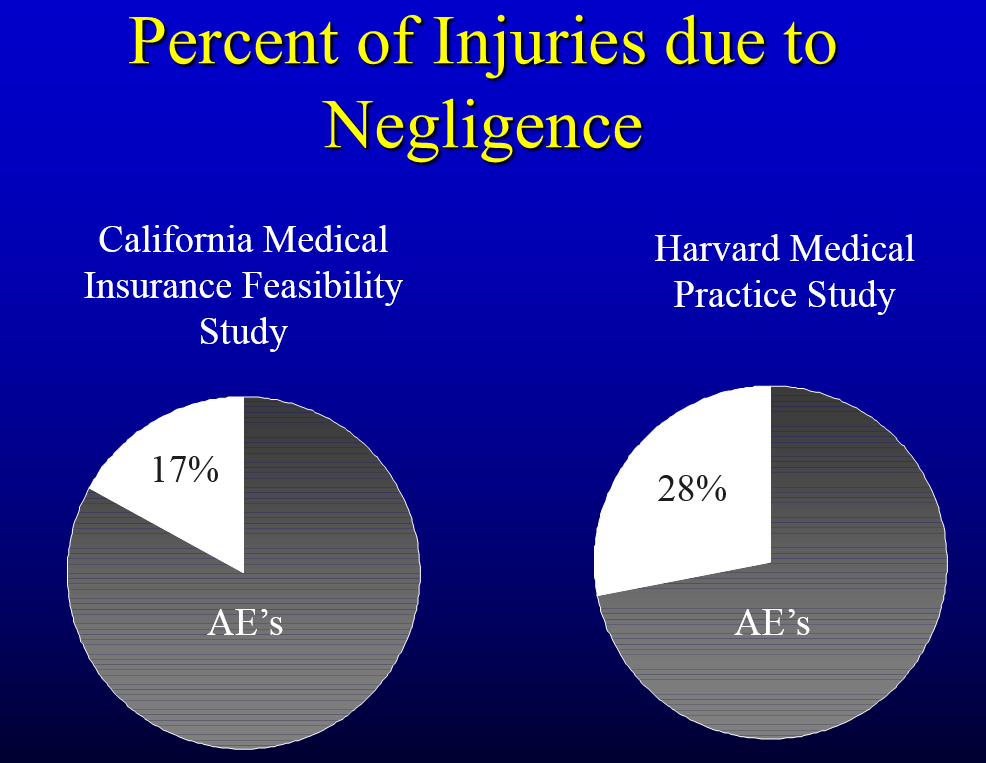 Percent of Injuries due to
Negligence
California Medical
Insurance Feasibility
Study
Harvard Medical
Practice Study
17%
AE’s
28%
AE’s